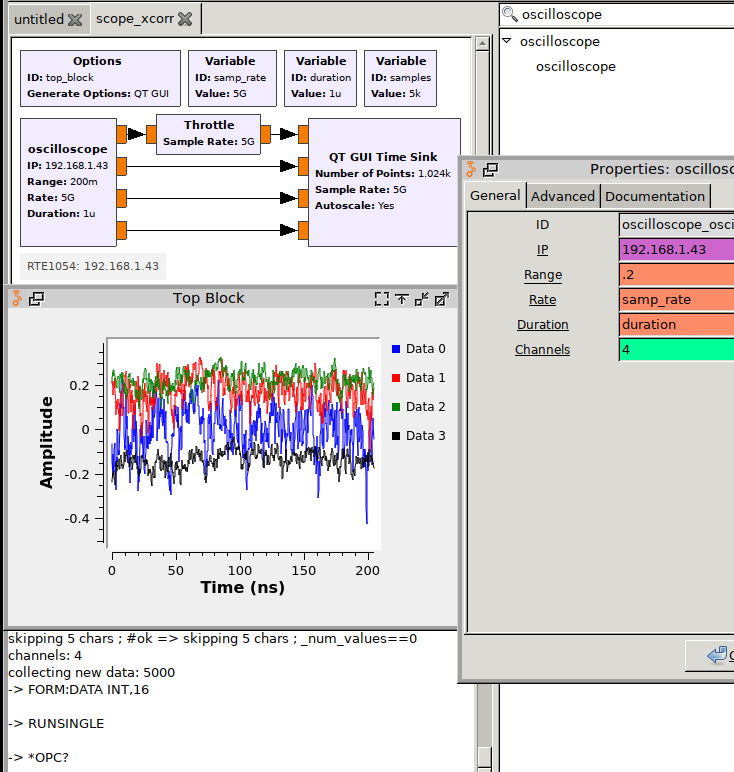 untitled
scope_xcorr
oscilloscope
oscilloscope
oscilloscope
Options
ID: top_block
Generate Options: QT GUI
Variable
ID: samp_rate
Value: 5G
Variable
ID: duration
Value: 1u
Variable
ID: samples
Value: 5k
oscilloscope
IP: 192.168.1.43
Range: 200m
Rate: 5G
Duration: 1u
Throttle
Sample Rate: 5G
QT GUI Time Sink
Number of Points: 1.024k
Sample Rate: 5G
Autoscale: Yes
RTE1054: 192.168.1.43
Properties: oscillosc
General Advanced Documentation
ID oscilloscope_osci
IP 192.168.1.43
Range .2
Rate samp_rate
Duration duration
Channels 4
Top Block
Amplitude
0.2
0
-0.2
-0.4
0 50 100 150 200
Time (ns)
Data 0
Data 1
Data 2
Data 3
skipping 5 chars ; #ok => skipping 5 chars ; _num_values==0
channels: 4
collecting new data: 5000
-> FORM:DATA INT,16
-> RUNSINGLE
-> *OPC?